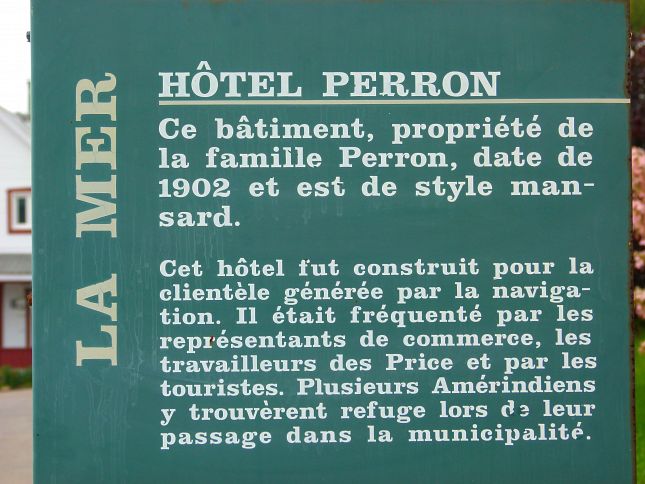 LA MER
HÔTEL PERRON
Ce bâtiment, propriété de
la famille Perron, date de
1902 et est de style man-
sard.
Cet hôtel fut construit pour la
clientèle générée par la naviga-
tion. Il était fréquenté par les
représentants de commerce, les
travailleurs des Price et par les
touristes. Plusieurs Amérindiens
y trouvèrent refuge lors de leur
passage dans la municipalité.